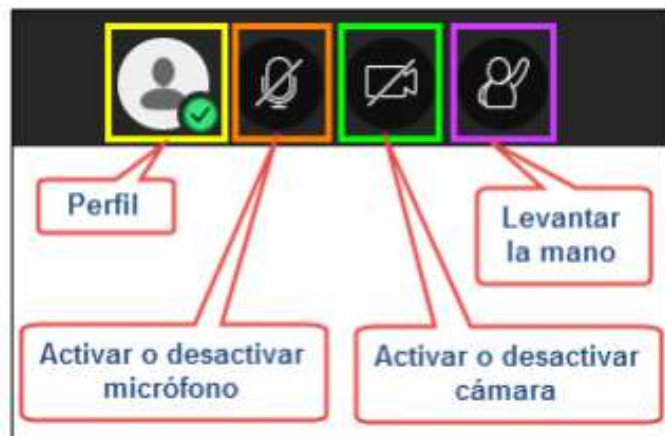 Perfil
Levantar
la mano
Activar o desactivar
micrófono
Activar o desactivar
cámara